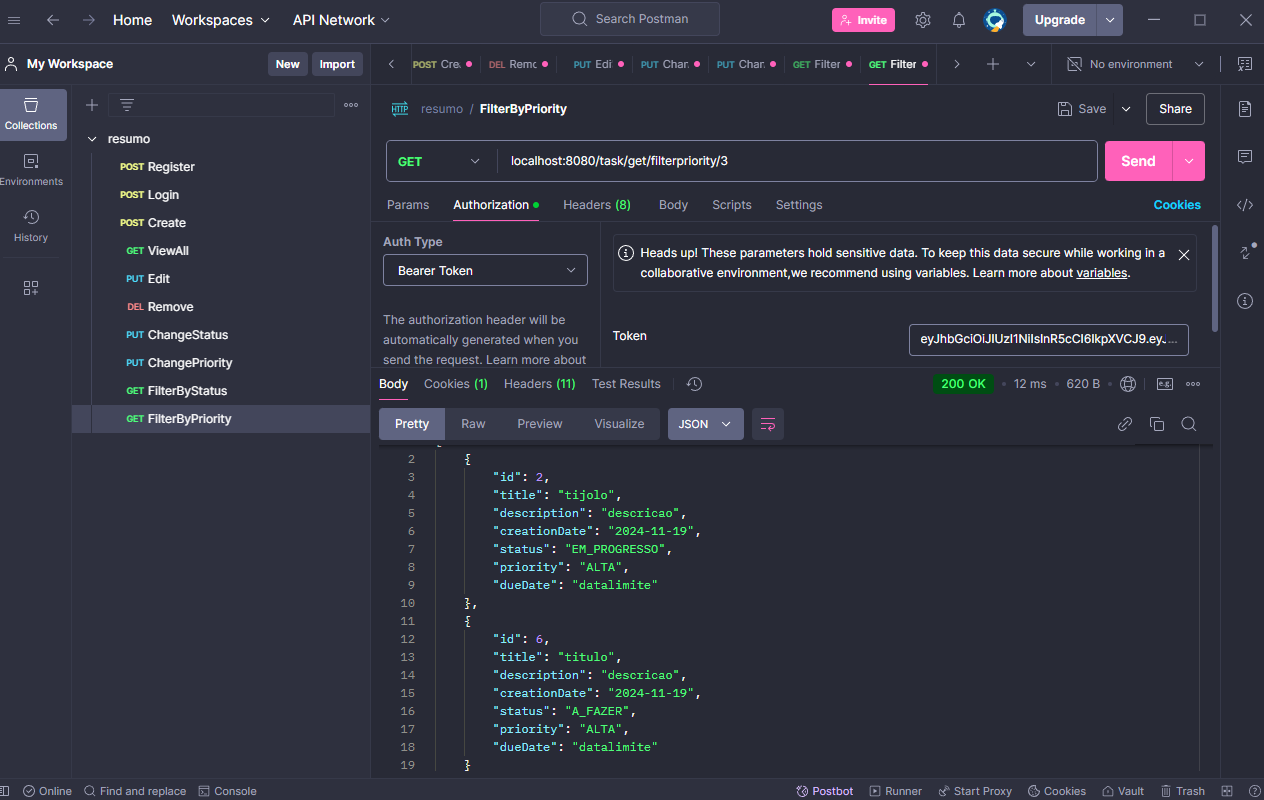 Home Workspaces API Network Search Postman Invite Upgrade
My Workspace New Import POST Cre. DEL Remc PUT Edi PUT Char. PUT Char. GET Filter GET Filter No environment
Collections
Environments
History
resumo
POST Register
POST Login
POST Create
GET ViewAll
PUT Edit
DEL Remove
PUT ChangeStatus
PUT ChangePriority
GET FilterByStatus
GET FilterByPriority
HTTP resumo / FilterByPriority Save Share
GET localhost:8080/task/get/filterpriority/3 Send
Params Authorization Headers (8) Body Scripts Settings Cookies
Auth Type
Bearer Token
The authorization header will be
automatically generated when you
send the request. Learn more about
Heads up! These parameters hold sensitive data. To keep this data secure while working in a
collaborative environment,we recommend using variables. Learn more about variables.
Token
Body Cookies (1) Headers (11) Test Results 200 OK 12 ms 620 B e.g.
Pretty Raw Preview Visualize JSON
2 {
3 "id": 2,
4 "title": "tijolo",
5 "description": "descricao",
6 "creationDate": "2024-11-19",
7 "status": "EM_PROGRESSO",
8 "priority": "ALTA",
9 "dueDate": "datalimite"
10 },
11 {
12 "id": 6,
13 "title": "titulo",
14 "description": "descricao",
15 "creationDate": "2024-11-19",
16 "status": "A_FAZER",
17 "priority": "ALTA",
18 "dueDate": "datalimite"
19 }
Online Find and replace Console Postbot Runner Start Proxy Cookies Vault Trash